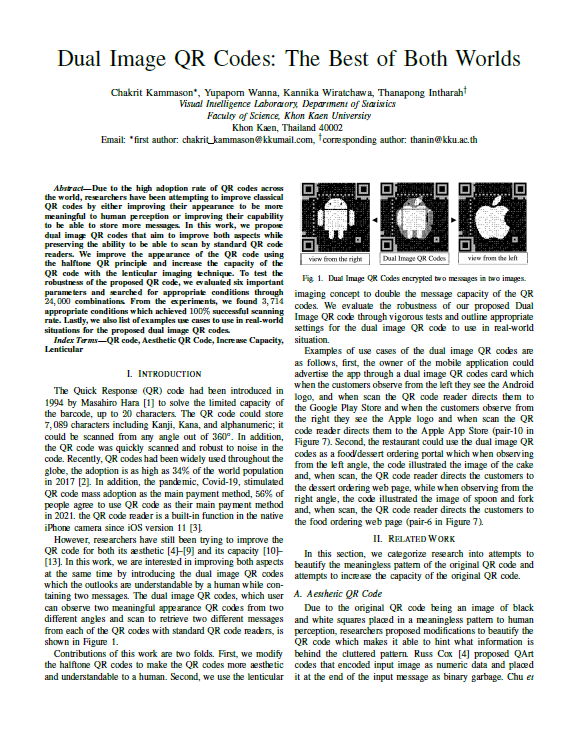 Dual Image QR Codes: The Best of Both Worlds
Chakrit Kammason*, Yupaporn Wanna, Kannika Wiratchawa, Thanapong Intharah†
Visual Intelligence Laboratory, Department of Statistics
Faculty of Science, Khon Kaen University
Khon Kaen, Thailand 40002
Email: *first author: chakrit_kammason@kkumail.com, †corresponding author: thanin@kku.ac.th
Abstract—Due to the high adoption rate of QR codes across
the world, researchers have been attempting to improve classical
QR codes by either improving their appearance to be more
meaningful to human perception or improving their capability
to be able to store more messages. In this work, we propose
dual image QR codes that aim to improve both aspects while
preserving the ability to be able to scan by standard QR code
readers. We improve the appearance of the QR code using
the halftone QR principle and increase the capacity of the
QR code with the lenticular imaging technique. To test the
robustness of the proposed QR code, we evaluated six important
parameters and searched for appropriate conditions through
24,000 combinations. From the experiments, we found 3,714
appropriate conditions which achieved 100% successful scanning
rate. Lastly, we also list of examples use cases to use in real-world
situations for the proposed dual image QR codes.
Index Terms—QR code, Aesthetic QR Code, Increase Capacity,
Lenticular
I. INTRODUCTION
The Quick Response (QR) code had been introduced in
1994 by Masahiro Hara [1] to solve the limited capacity of
the barcode, up to 20 characters. The QR code could store
7,089 characters including Kanji, Kana, and alphanumeric; it
could be scanned from any angle out of 360°. In addition,
the QR code was quickly scanned and robust to noise in the
code. Recently, QR codes had been widely used throughout the
globe, the adoption is as high as 34% of the world population
in 2017 [2]. In addition, the pandemic, Covid-19, stimulated
QR code mass adoption as the main payment method, 56% of
people agree to use QR code as their main payment method
in 2021. the QR code reader is a built-in function in the native
iPhone camera since iOS version 11 [3].
However, researchers have still been trying to improve the
QR code for both its aesthetic [4]–[9] and its capacity [10]–
[13]. In this work, we are interested in improving both aspects
at the same time by introducing the dual image QR codes
which the outlooks are understandable by a human while con-
taining two messages. The dual image QR codes, which user
can observe two meaningful appearance QR codes from two
different angles and scan to retrieve two different messages
from each of the QR codes with standard QR code readers, is
shown in Figure 1.
Contributions of this work are two folds. First, we modify
the halftone QR codes to make the QR codes more aesthetic
and understandable to a human. Second, we use the lenticular
view from the right
Dual Image QR Codes
view from the left
Fig. 1. Dual Image QR Codes encrypted two messages in two images.
imaging concept to double the message capacity of the QR
codes. We evaluate the robustness of our proposed Dual
Image QR code through vigorous tests and outline appropriate
settings for the dual image QR code to use in real-world
situation.
Examples of use cases of the dual image QR codes are
as follows, first, the owner of the mobile application could
advertise the app through a dual image QR codes card which
when the customers observe from the left they see the Android
logo, and when scan the QR code reader directs them to
the Google Play Store and when the customers observe from
the right they see the Apple logo and when scan the QR
code reader directs them to the Apple App Store (pair-10 in
Figure 7). Second, the restaurant could use the dual image QR
codes as a food/dessert ordering portal which when observing
from the left angle, the code illustrated the image of the cake
and, when scan, the QR code reader directs the customers to
the dessert ordering web page, while when observing from the
right angle, the code illustrated the image of spoon and fork
and, when scan, the QR code reader directs the customers to
the food ordering web page (pair-6 in Figure 7).
II. RELATED WORK
In this section, we categorize research into attempts to
beautify the meaningless pattern of the original QR code and
attempts to increase the capacity of the original QR code.
A. Aesthetic QR Code
Due to the original QR code being an image of black
and white squares placed in a meaningless pattern to human
perception, researchers proposed modifications to beautify the
QR code which makes it able to hint what information is
behind the cluttered pattern. Russ Cox [4] proposed QArt
codes that encoded input image as numeric data and placed
it at the end of the input message as binary garbage. Chu et